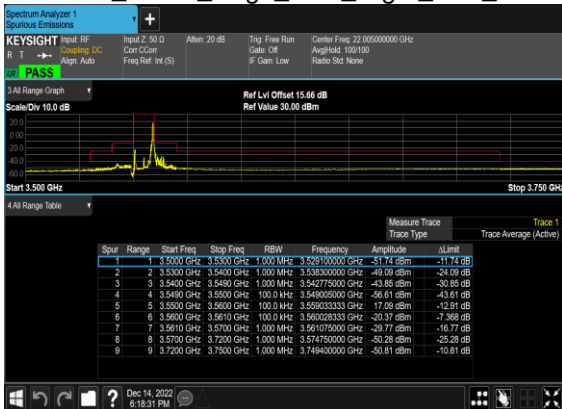 Spectrum Analyzer 1
Spurious Emissions
KEYSIGHT Input: RF Input Z: 50 Ω Atten: 20 dB Trig: Free Run Center Freq: 22.005000000 GHz
R T Coupling: DC Corr CCorr Gate: Off Avg|Hold: 100/100
Align: Auto Freq Ref: Int (S) IF Gain: Low Radio Std: None
PASS
3 All Range Graph
Ref Lvl Offset 15.66 dB
Scale/Div 10.0 dB Ref Value 30.00 dBm
20.0
0.00
-20.0
-40.0
-60.0
Start 3.500 GHz Stop 3.750 GHz
4 All Range Table
Measure Trace Trace 1
Trace Type Trace Average (Active)
Spur Range Start Freq Stop Freq RBW Frequency Amplitude ΔLimit
1 1 3.5000 GHz 3.5300 GHz 1.000 MHz 3.529100000 GHz -51.74 dBm -11.74 dB
2 2 3.5300 GHz 3.5400 GHz 1.000 MHz 3.538300000 GHz -49.09 dBm -24.09 dB
3 3 3.5400 GHz 3.5490 GHz 1.000 MHz 3.542775000 GHz -43.85 dBm -30.85 dB
4 4 3.5490 GHz 3.5500 GHz 100.0 kHz 3.549005000 GHz -56.61 dBm -43.61 dB
5 5 3.5500 GHz 3.5600 GHz 100.0 kHz 3.559033333 GHz 17.09 dBm -12.91 dB
6 6 3.5600 GHz 3.5610 GHz 100.0 kHz 3.560028333 GHz -20.37 dBm -7.368 dB
7 7 3.5610 GHz 3.5700 GHz 1.000 MHz 3.561075000 GHz -29.77 dBm -16.77 dB
8 8 3.5700 GHz 3.7200 GHz 1.000 MHz 3.574750000 GHz -50.28 dBm -25.28 dB
9 9 3.7200 GHz 3.7500 GHz 1.000 MHz 3.749400000 GHz -50.81 dBm -10.81 dB
Dec 14, 2022
6:18:31 PM